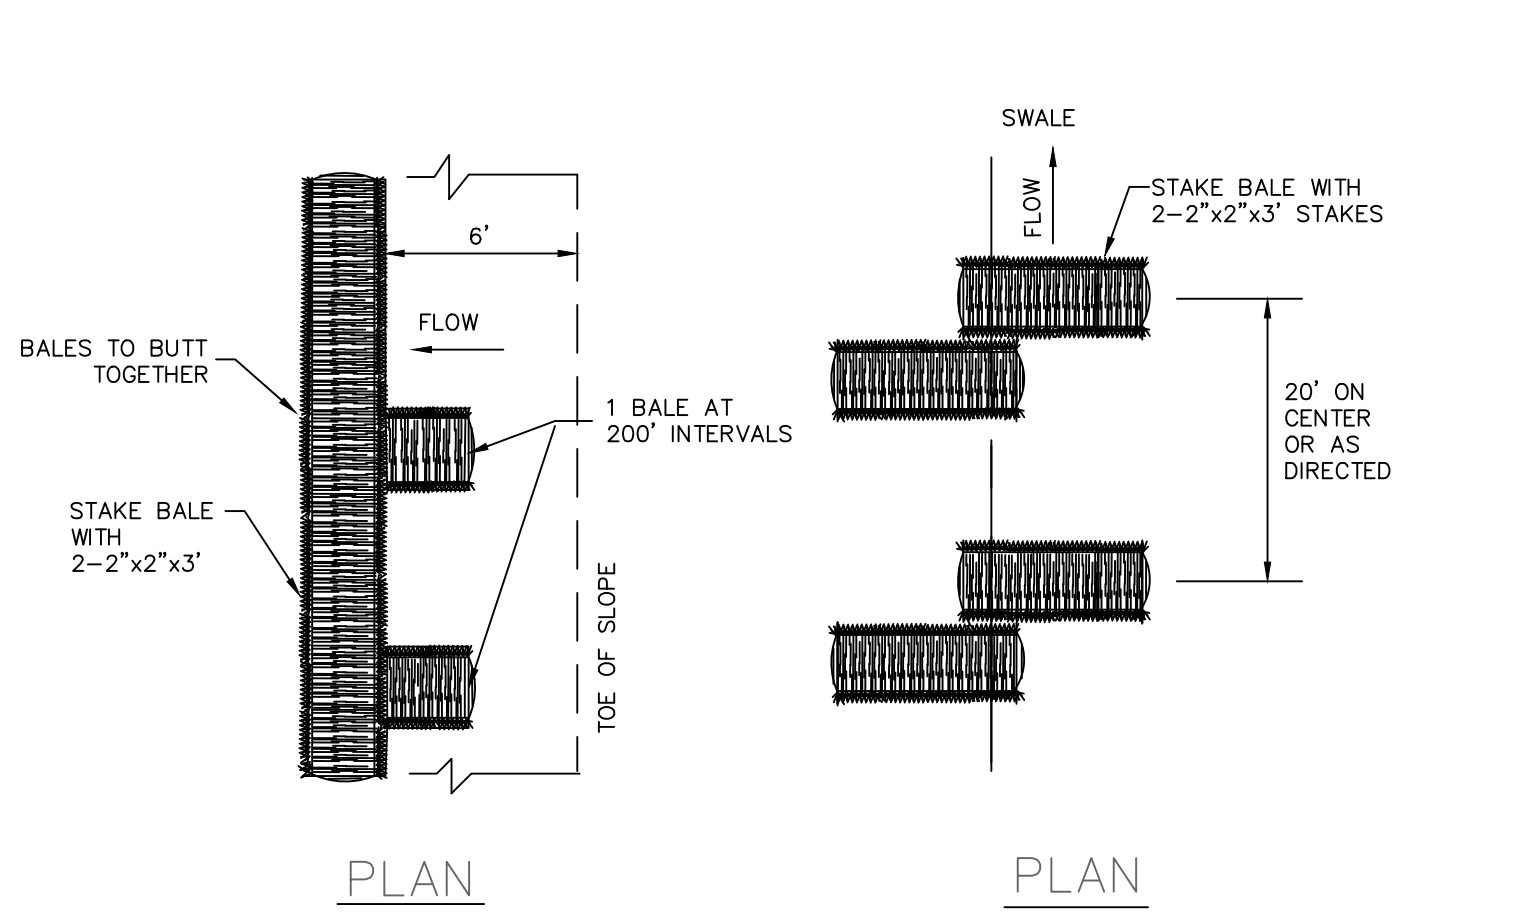 6'
FLOW
BALES TO BUTT
TOGETHER
1 BALE AT
200' INTERVALS
STAKE BALE
WITH
2-2"x2"x3'
TOE OF SLOPE
PLAN
SWALE
FLOW
STAKE BALE WITH
2-2"x2"x3' STAKES
20' ON
CENTER
OR AS
DIRECTED
PLAN